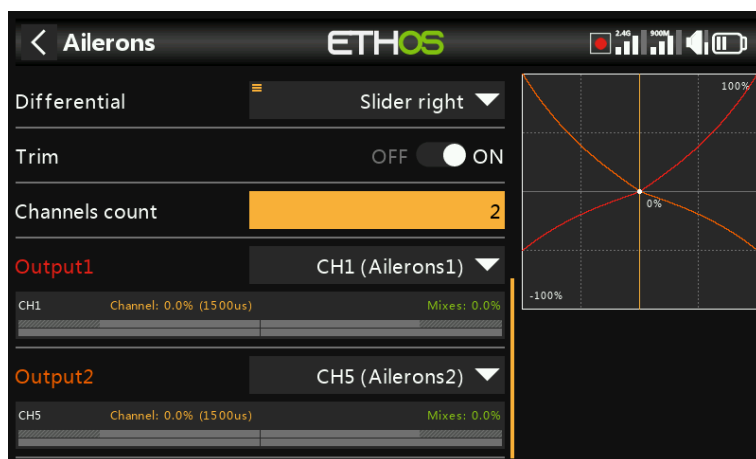 Ailerons
ETHOS
2.4G
900M
Differential
Slider right
Trim
OFF
ON
Channels count
2
Output1
CH1 (Ailerons1)
CH1
Channel: 0.0% (1500us)
Mixes: 0.0%
Output2
CH5 (Ailerons2)
CH5
Channel: 0.0% (1500us)
Mixes: 0.0%
100%
0%
-100%